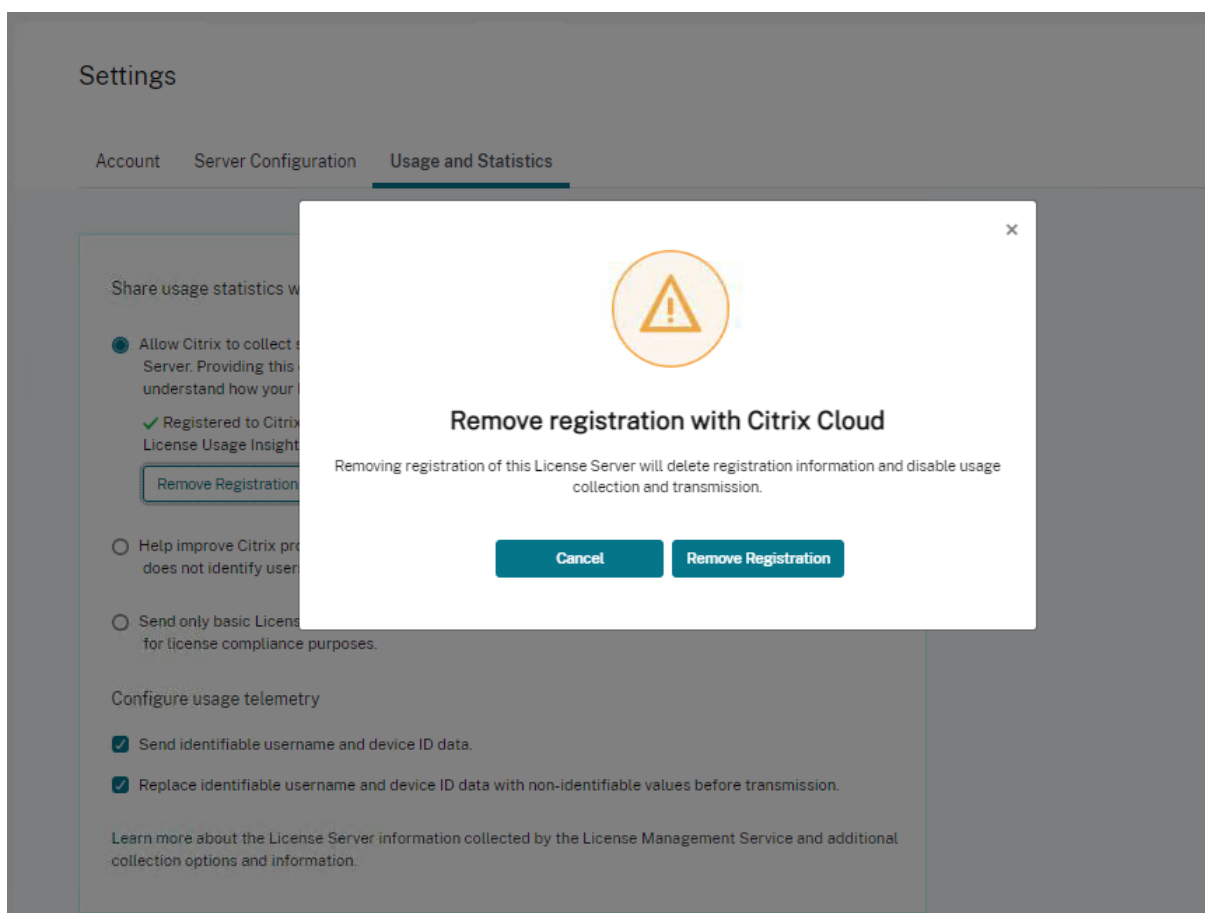 Settings
Account Server Configuration Usage and Statistics
×
Share usage statistics w
Allow Citrix to collect s
Server. Providing this
understand how your
Registered to Citrix
License Usage Insight
Remove Registration
Help improve Citrix pro
does not identify user
Send only basic Licens
for license compliance purposes.
Remove registration with Citrix Cloud
Removing registration of this License Server will delete registration information and disable usage
collection and transmission.
Cancel Remove Registration
Configure usage telemetry
Send identifiable username and device ID data.
Replace identifiable username and device ID data with non-identifiable values before transmission.
Learn more about the License Server information collected by the License Management Service and additional
collection options and information.